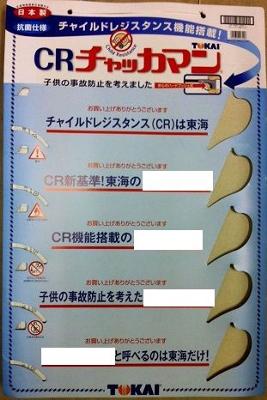 日本製
抗菌仕様
チャイルドレジスタンス機能搭載!
CRチャッカマン
TOKAI
子供の事故防止を考えました
お買い上げありがとうございます
チャイルドレジスタンス(CR)は東海
お買い上げありがとうございます
CR新基準!東海の
お買い上げありがとうございます
CR機能搭載の
お買い上げありがとうございます
子供の事故防止を考えた
お買い上げありがとうございます
と呼べるのは東海だけ!
TOKAI